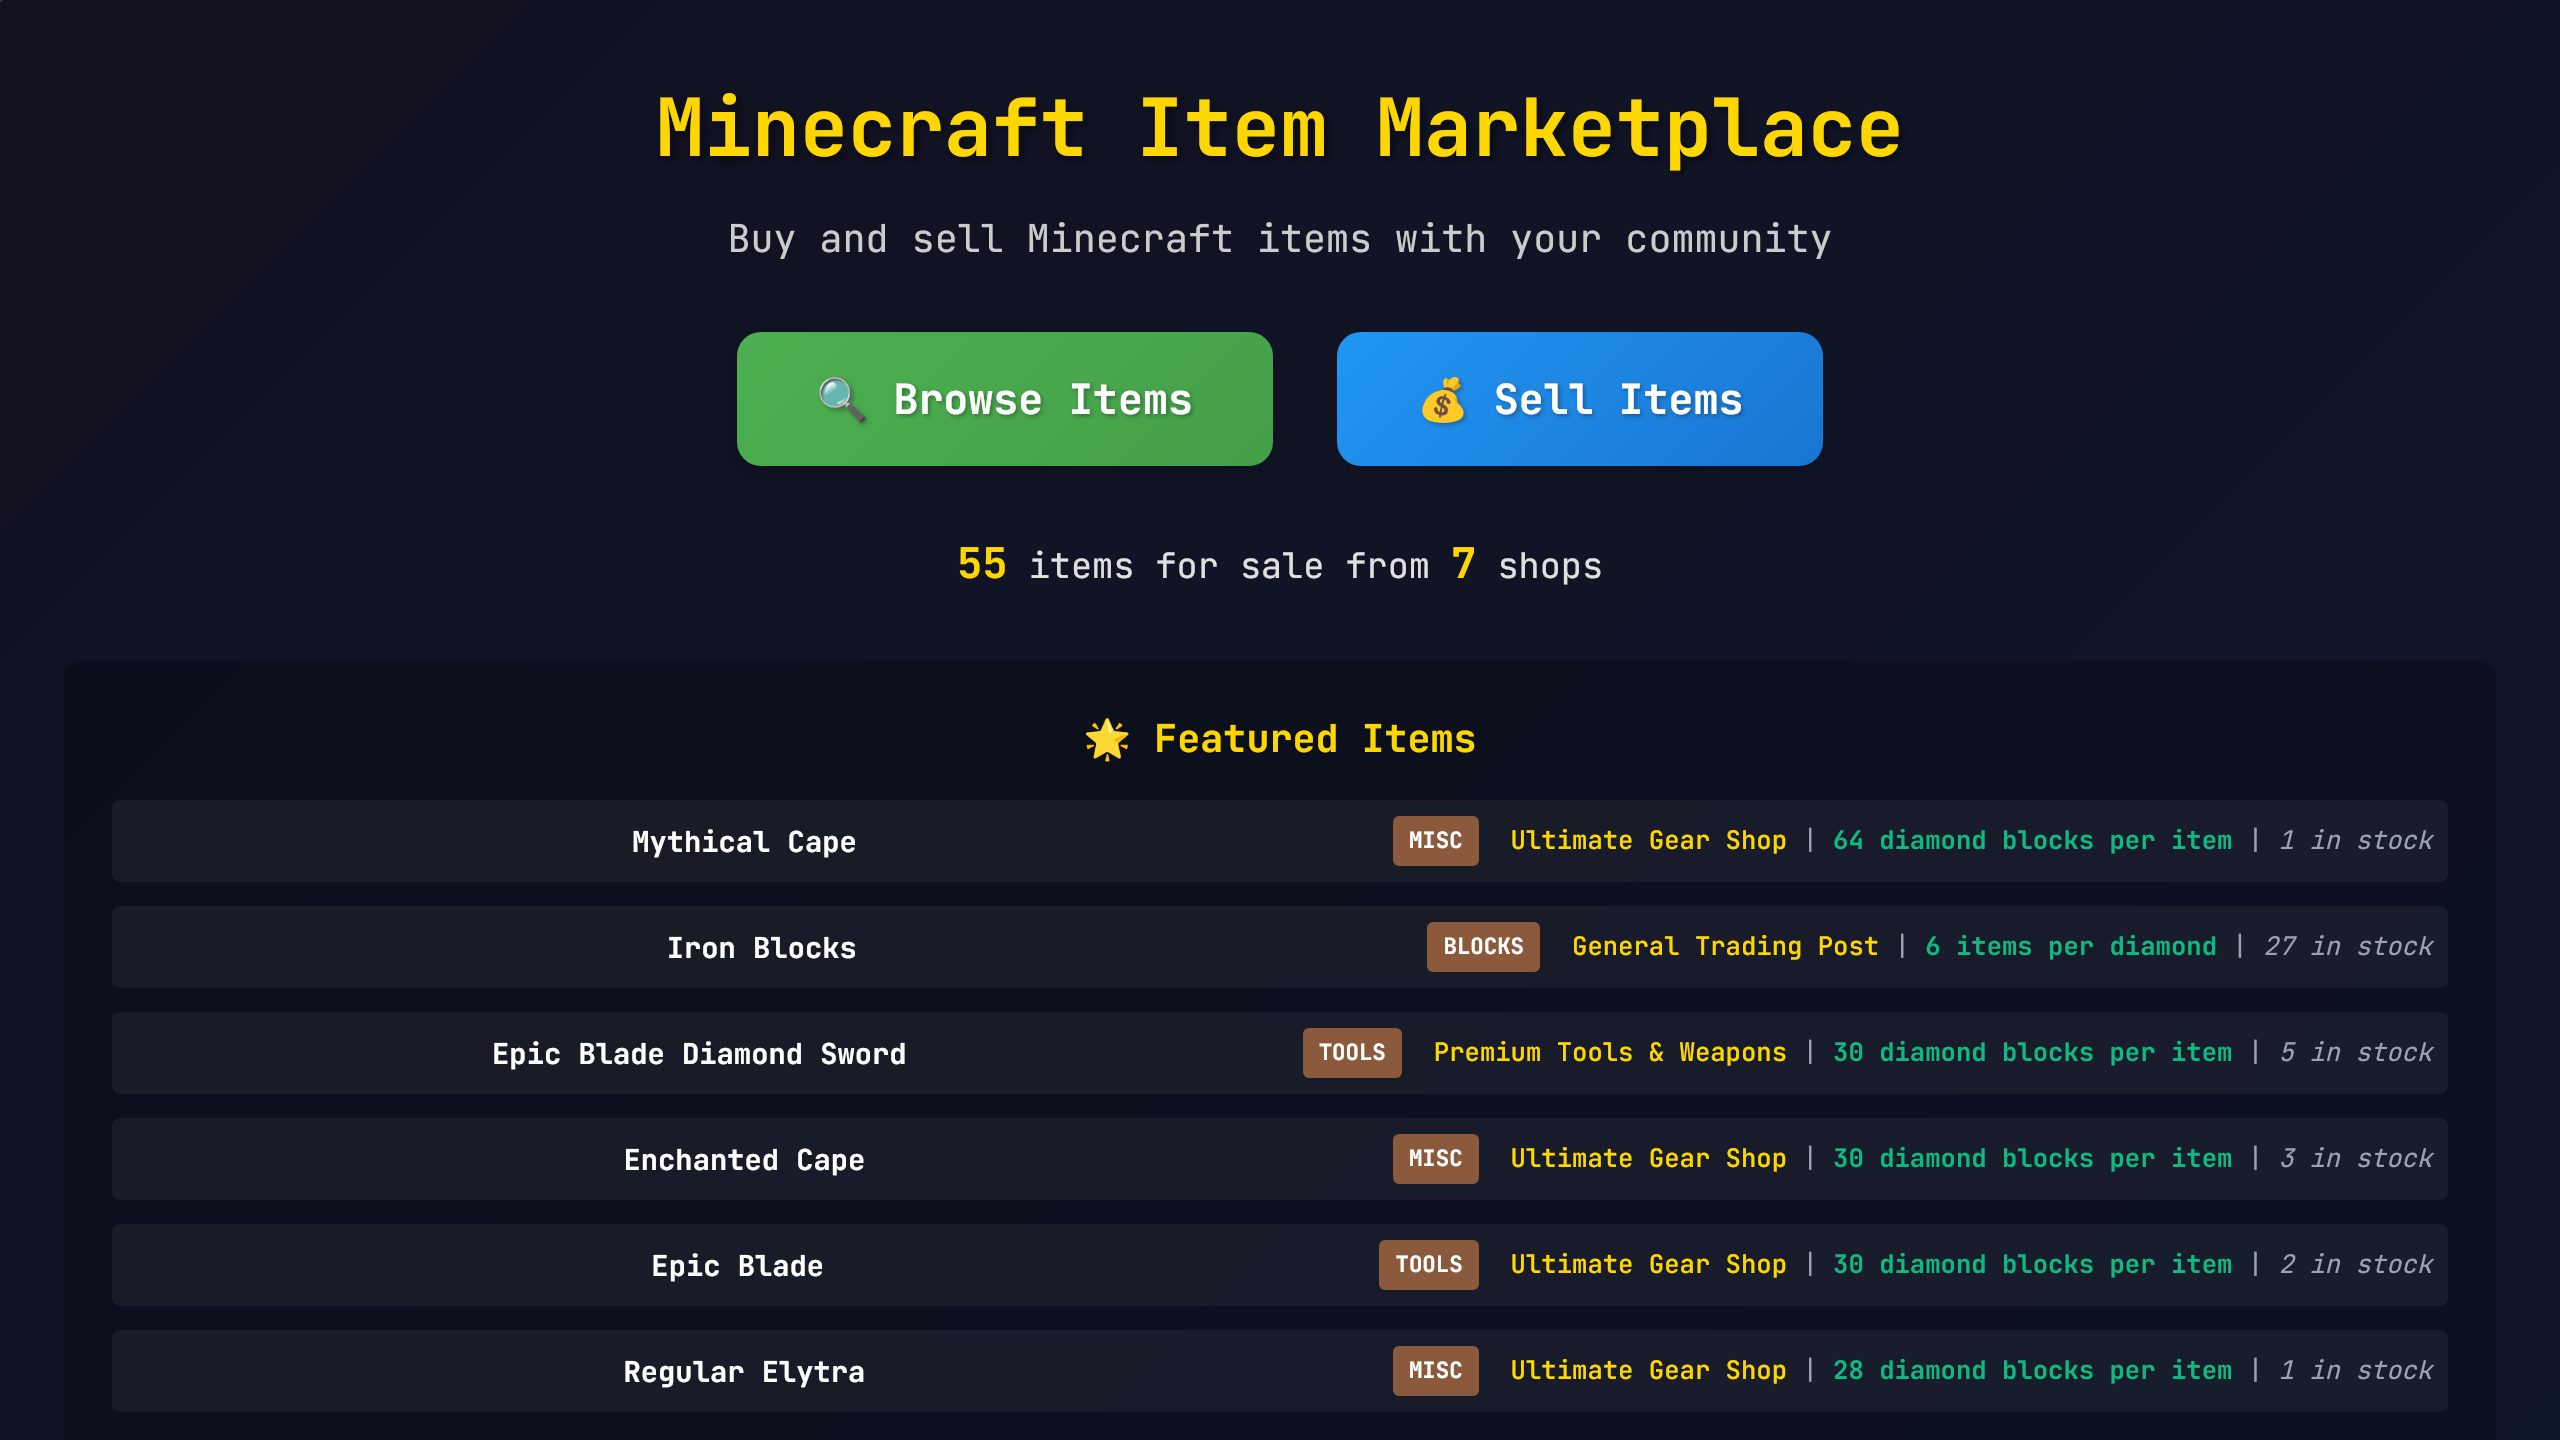 Minecraft Item Marketplace
Buy and sell Minecraft items with your community
🔍 Browse Items
💰 Sell Items
55 items for sale from 7 shops
🌟 Featured Items
Mythical Cape MISC Ultimate Gear Shop | 64 diamond blocks per item | 1 in stock
Iron Blocks BLOCKS General Trading Post | 6 items per diamond | 27 in stock
Epic Blade Diamond Sword TOOLS Premium Tools & Weapons | 30 diamond blocks per item | 5 in stock
Enchanted Cape MISC Ultimate Gear Shop | 30 diamond blocks per item | 3 in stock
Epic Blade TOOLS Ultimate Gear Shop | 30 diamond blocks per item | 2 in stock
Regular Elytra MISC Ultimate Gear Shop | 28 diamond blocks per item | 1 in stock